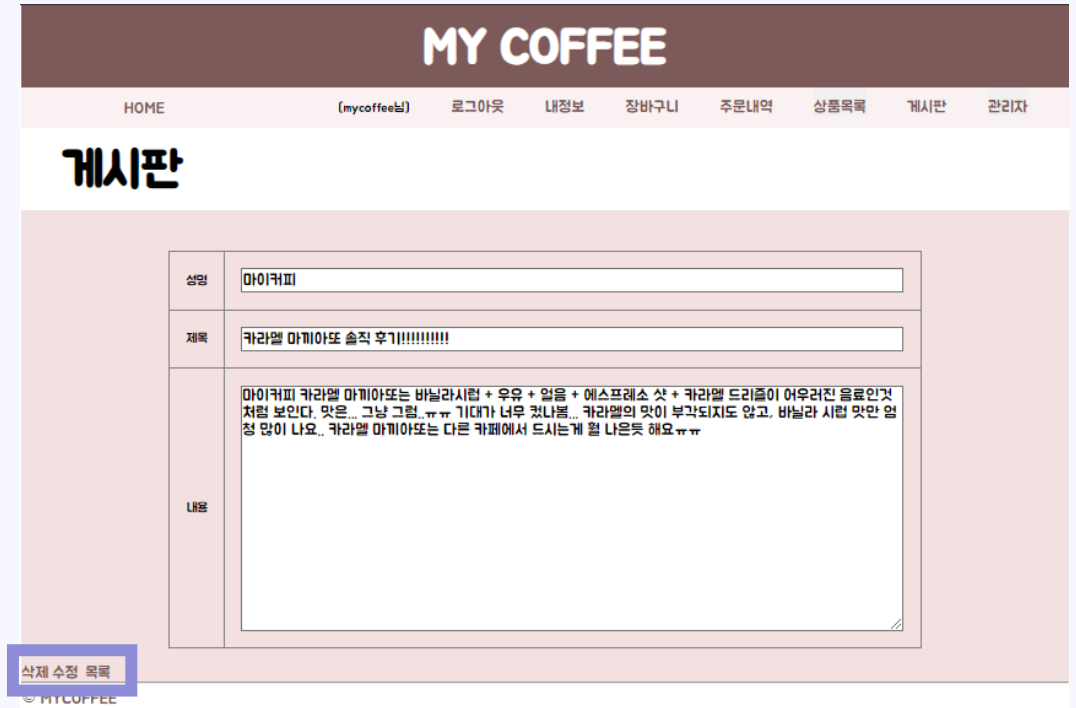 MY COFFEE
HOME (mycoffee님) 로그아웃 내정보 장바구니 주문내역 상품목록 게시판 관리자
게시판
성명 마이커피
제목 카라멜 마끼아또 솔직 후기!!!!!!!!!!
마이커피 카라멜 마끼아또는 바닐라시럽 + 우유 + 얼음 + 에스프레소 샷 + 카라멜 드리즐이 어우러진 음료인것
처럼 보인다. 맛은... 그냥 그럼..ㅠㅠ 기대가 너무 컸나봄... 카라멜의 맛이 부각되지도 않고, 바닐라 시럽 맛만 엄
청 많이 나요.. 카라멜 마끼아또는 다른 카페에서 드시는게 훨 나은듯 해요ㅠㅠ
내용
삭제 수정 목록
© MYCOFFEE